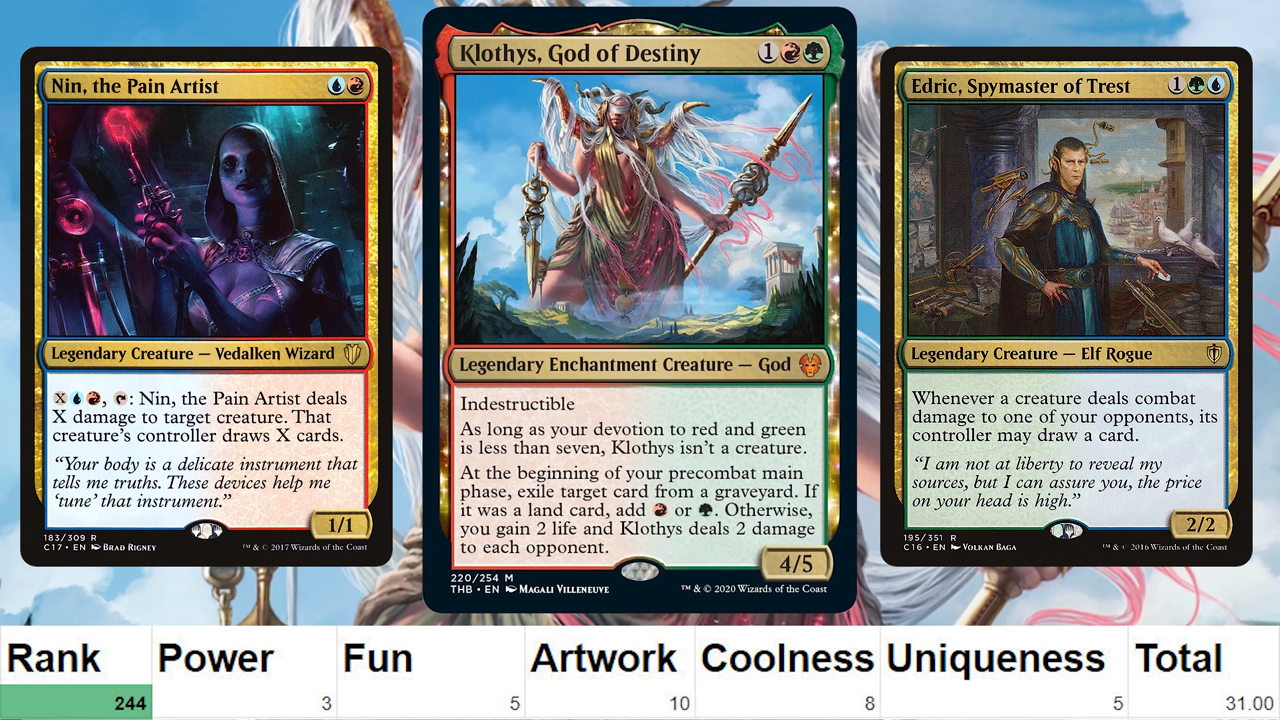 Nin, the Pain Artist
Legendary Creature — Vedalken Wizard
X, T: Nin, the Pain Artist deals
X damage to target creature. That
creature's controller draws X cards.
“Your body is a delicate instrument that
tells me truths. These devices help me
‘tune’ that instrument.”
1/1
183/309 R
C17 • EN Brad Rigney
™ & © 2017 Wizards of the Coast
Klothys, God of Destiny
1
Legendary Enchantment Creature — God
Indestructible
As long as your devotion to red and green
is less than seven, Klothys isn't a creature.
At the beginning of your precombat main
phase, exile target card from a graveyard. If
it was a land card, add or . Otherwise,
you gain 2 life and Klothys deals 2 damage
to each opponent.
4/5
220/254 M
THB • EN Magali Villeneuve
™ & © 2020 Wizards of the Coast
Edric, Spymaster of Trest
1
Legendary Creature — Elf Rogue
Whenever a creature deals combat
damage to one of your opponents, its
controller may draw a card.
“I am not at liberty to reveal my
sources, but I can assure you, the price
on your head is high.”
2/2
195/351 R
C16 • EN Volkan Baga
™ & © 2016 Wizards of the Coast
Rank Power Fun Artwork Coolness Uniqueness Total
244 3 5 10 8 5 31.00